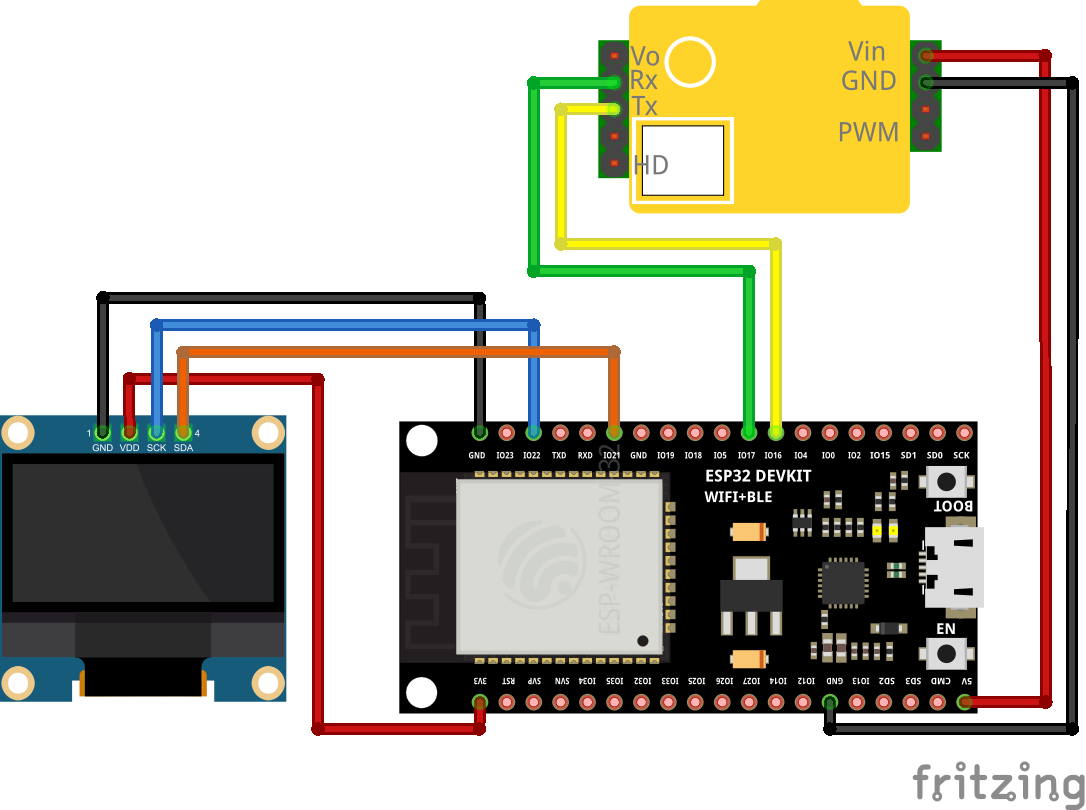 Vo
Rx
Tx
HD
Vin
GND
PWM
1
4
GND VDD SCK SDA
GND IO23 IO22 TXD RXD IO21 GND IO19 IO18 IO5 IO17 IO16 IO4 IO0 IO2 IO15 SD1 SD0 SCK
ESP32 DEVKIT
WIFI+BLE
BOOT
ESP-WROOM-32
EN
3V3 RST SVP SVN IO34 IO35 IO32 IO33 IO25 IO26 IO27 IO14 IO12 GND IO13 SD2 SD3 CMD 5V
fritzing